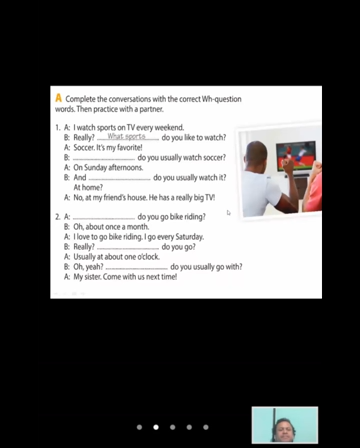 A Complete the conversations with the correct Wh-question
words. Then practice with a partner.
1. A: I watch sports on TV every weekend.
B: Really? What sports do you like to watch?
A: Soccer. It's my favorite!
B: ........................ do you usually watch soccer?
A: On Sunday afternoons.
B: And ........................ do you usually watch it?
At home?
A: No, at my friend's house. He has a really big TV!
2. A: ........................ do you go bike riding?
B: Oh, about once a month.
A: I love to go bike riding. I go every Saturday.
B: Really? ........................ do you go?
A: Usually at about one o'clock.
B: Oh, yeah? ........................ do you usually go with?
A: My sister. Come with us next time!